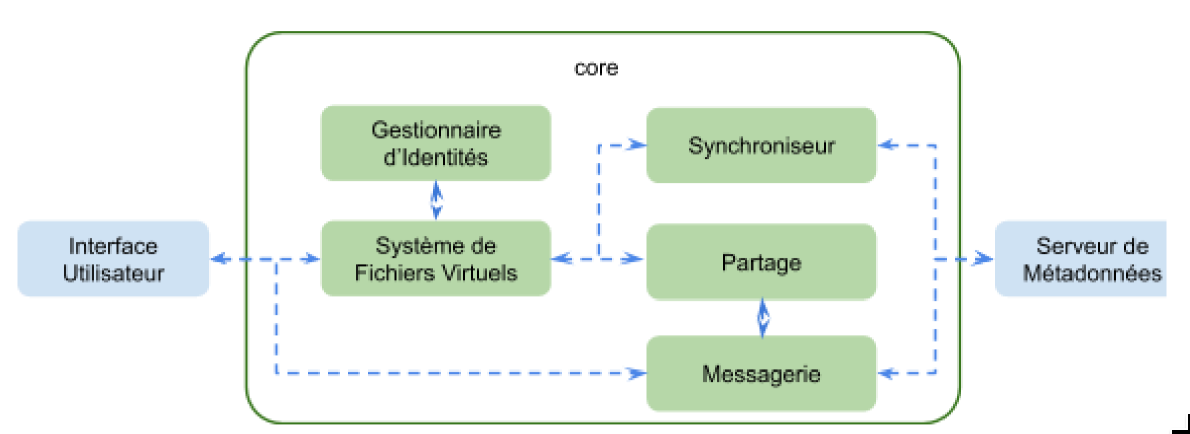 core
Gestionnaire
d'Identités
Synchroniseur
Interface
Utilisateur
Système de
Fichiers Virtuels
Partage
Serveur de
Métadonnées
Messagerie